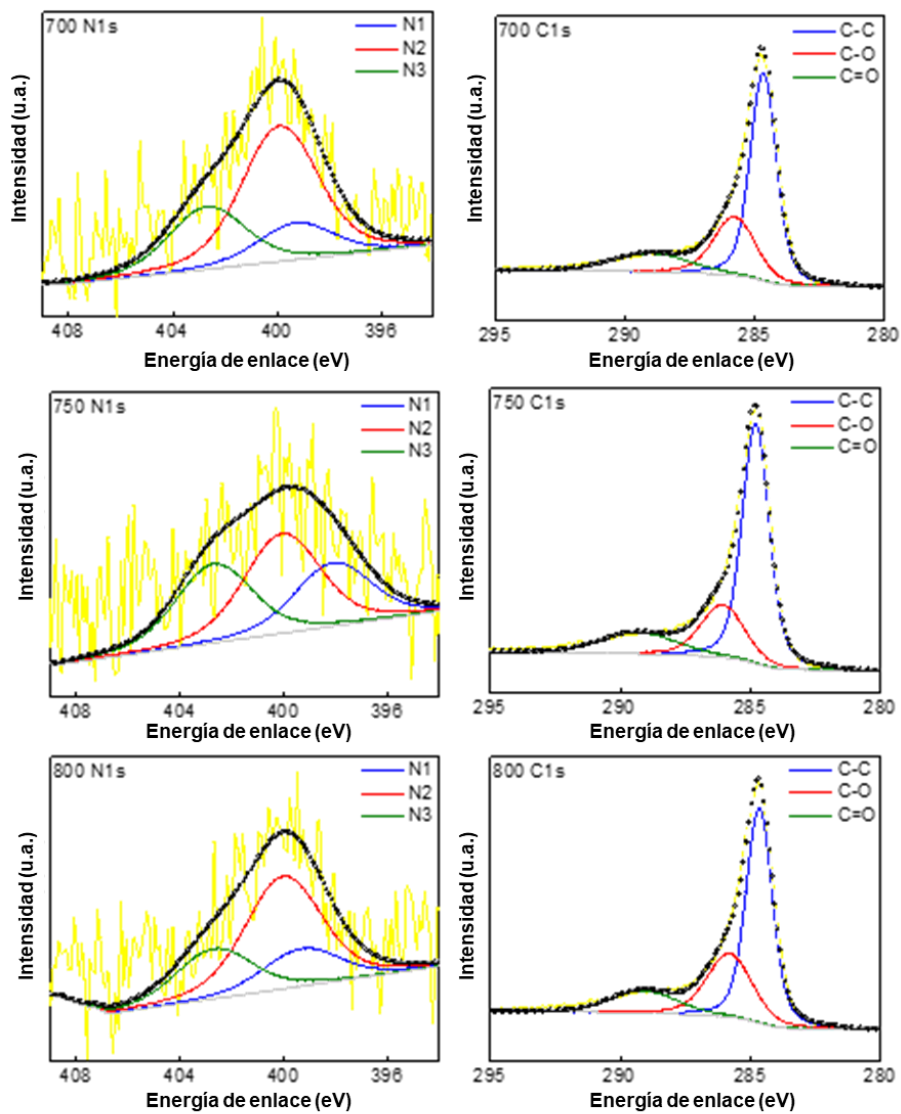 700 N1s
N1
N2
N3
Intensidad (u.a.)
408 404 400 396
Energía de enlace (eV)
700 C1s
C-C
C-O
C=O
Intensidad (u.a.)
295 290 285 280
Energía de enlace (eV)
750 N1s
N1
N2
N3
Intensidad (u.a.)
408 404 400 396
Energía de enlace (eV)
750 C1s
C-C
C-O
C=O
Intensidad (u.a.)
295 290 285 280
Energía de enlace (eV)
800 N1s
N1
N2
N3
Intensidad (u.a.)
408 404 400 396
Energía de enlace (eV)
800 C1s
C-C
C-O
C=O
Intensidad (u.a.)
295 290 285 280
Energía de enlace (eV)